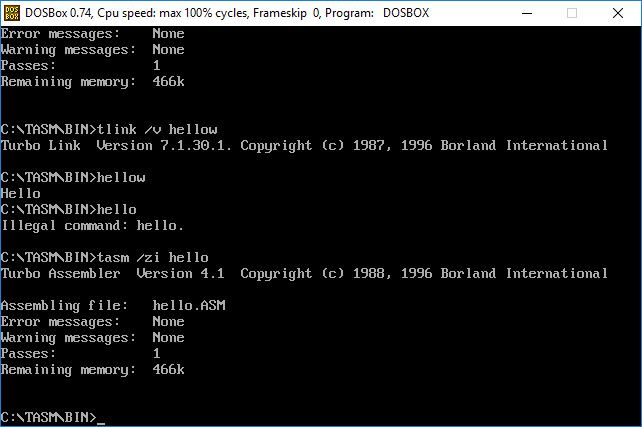 DOS BOX DOSBox 0.74, Cpu speed: max 100% cycles, Frameskip 0, Program: DOSBOX
Error messages: None
Warning messages: None
Passes: 1
Remaining memory: 466k
C:\TASM\BIN>tlink /v hellow
Turbo Link Version 7.1.30.1. Copyright (c) 1987, 1996 Borland International
C:\TASM\BIN>hellow
Hello
C:\TASM\BIN>hello
Illegal command: hello.
C:\TASM\BIN>tasm /zi hello
Turbo Assembler Version 4.1 Copyright (c) 1988, 1996 Borland International
Assembling file: hello.ASM
Error messages: None
Warning messages: None
Passes: 1
Remaining memory: 466k
C:\TASM\BIN>_